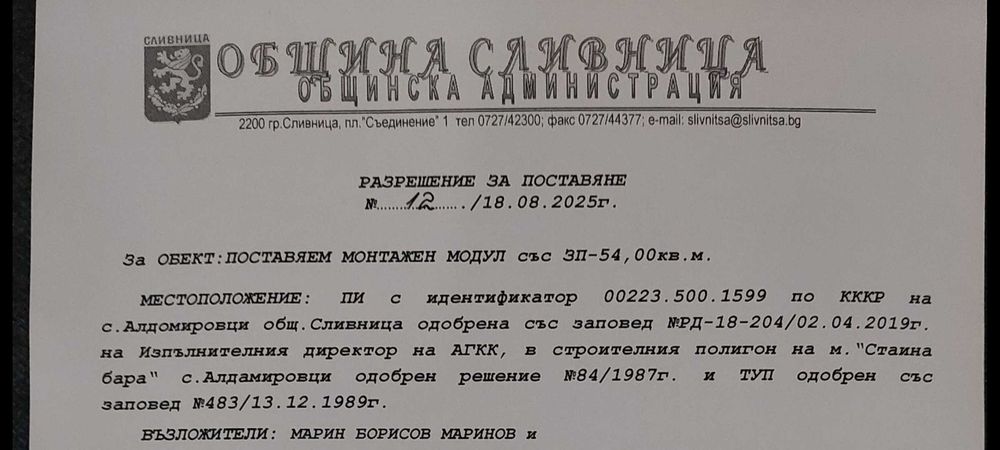 СЛИВНИЦА
ОБЩИНА СЛИВНИЦА
ОБЩИНСКА АДМИНИСТРАЦИЯ
2200 гр.Сливница, пл."Съединение" 1 тел 0727/42300; факс 0727/44377; e-mail: slivnitsa@slivnitsa.bg
РАЗРЕШЕНИЕ ЗА ПОСТАВЯНЕ
№.........12......./18.08.2025г.
За ОБЕКТ:ПОСТАВЯЕМ МОНТАЖЕН МОДУЛ със ЗП-54,00кв.м.
МЕСТОПОЛОЖЕНИЕ: ПИ с идентификатор 00223.500.1599 по КККР на
с.Алдомировци общ.Сливница одобрена със заповед №РД-18-204/02.04.2019г.
на Изпълнителния директор на АГКК, в строителния полигон на м."Стаина
бара" с.Алдамировци одобрен решение №84/1987г. и ТУП одобрен със
заповед №483/13.12.1989г.
ВЪЗЛОЖИТЕЛИ: МАРИН БОРИСОВ МАРИНОВ и